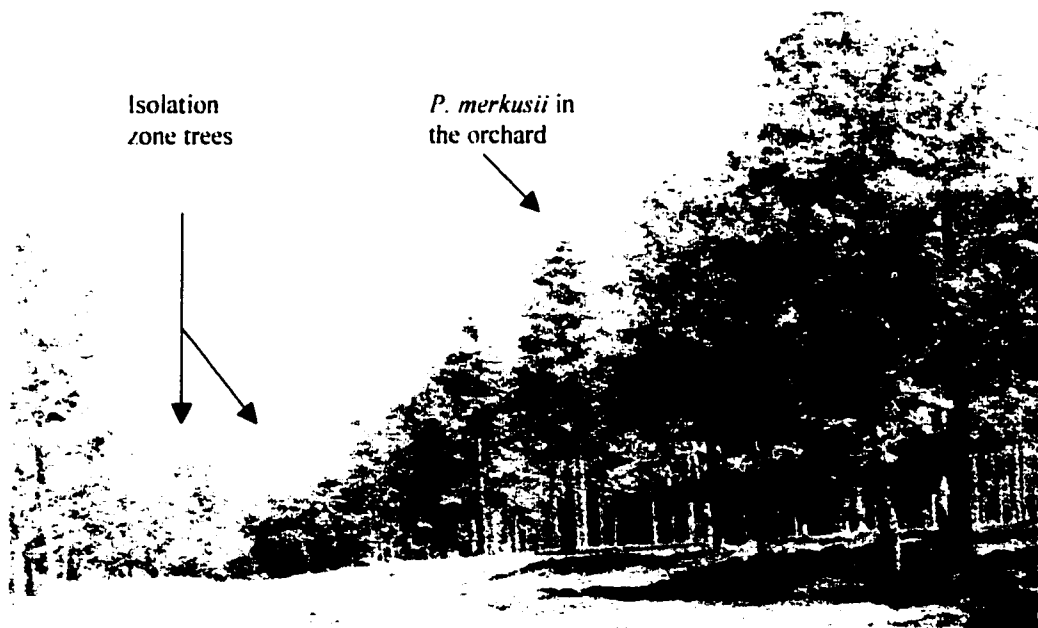 Isolation
zone trees
P. merkusii in
the orchard